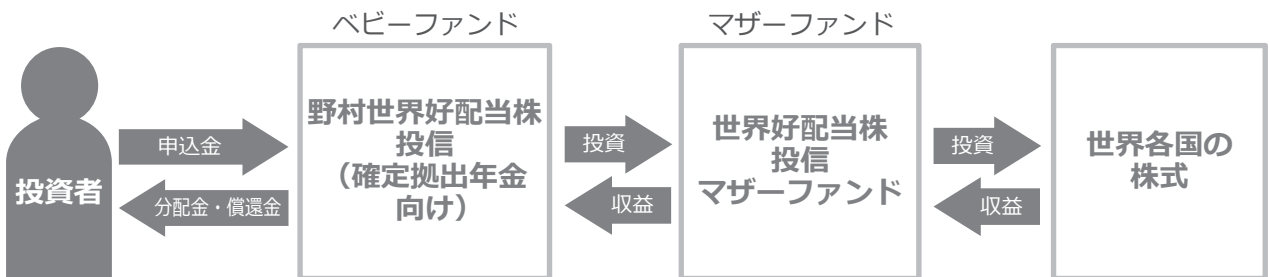 ベビーファンド
マザーファンド
投資者
申込金
分配金・償還金
野村世界好配当株
投信
（確定拠出年金
向け）
投資
収益
世界好配当株
投信
マザーファンド
投資
収益
世界各国の
株式